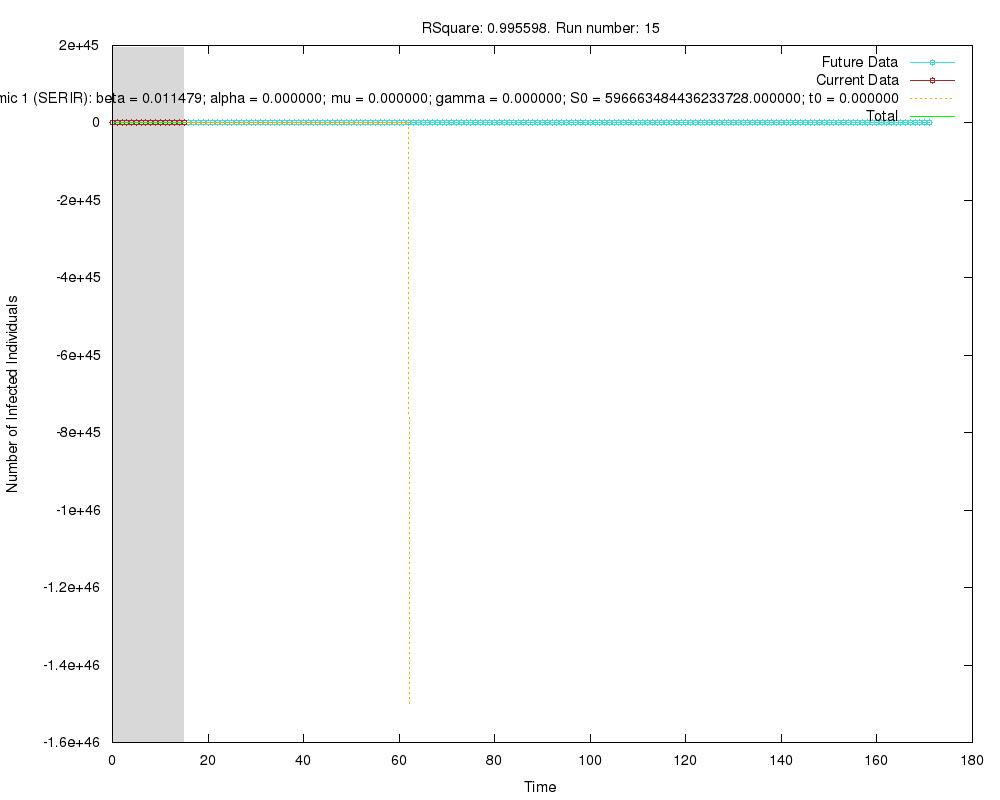 RSquare: 0.995598. Run number: 15
2e+45
Future Data
Current Data
mic 1 (SERIR): beta = 0.011479; alpha = 0.000000; mu = 0.000000; gamma = 0.000000; S0 = 596663484436233728.000000; t0 = 0.000000
Total
0
-2e+45
-4e+45
-6e+45
-8e+45
-1e+46
-1.2e+46
-1.4e+46
-1.6e+46
Number of Infected Individuals
0 20 40 60 80 100 120 140 160 180
Time